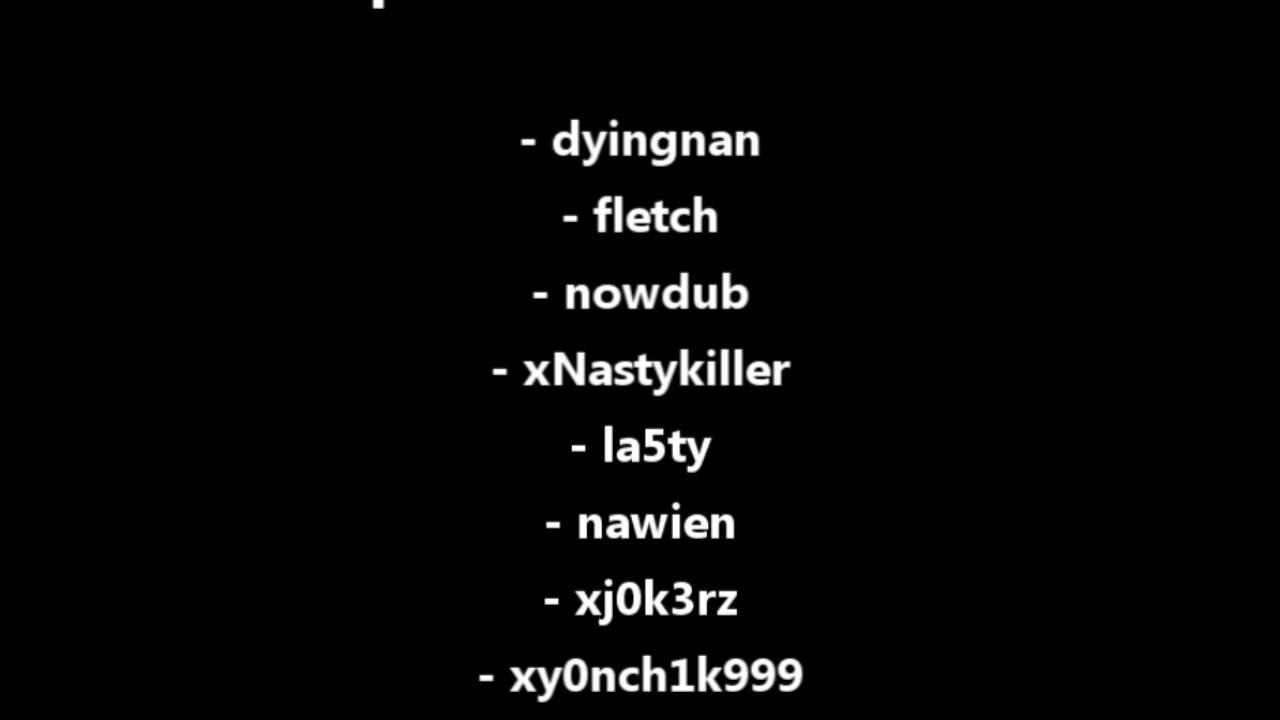 - dyingnan
- fletch
- nowdub
- xNastykiller
- la5ty
- nawien
- xj0k3rz
- xy0nch1k999